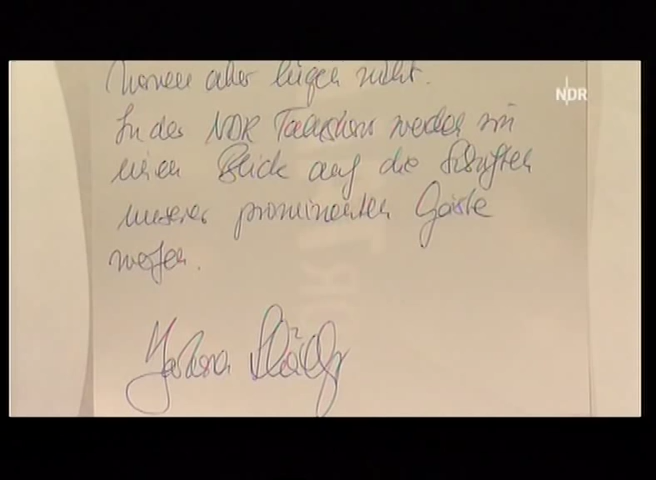 NDR
aber lügen nicht.
In der NDR Talkshow werden wir
einen Blick auf die Schriften
unserer prominenten Gäste
werfen.